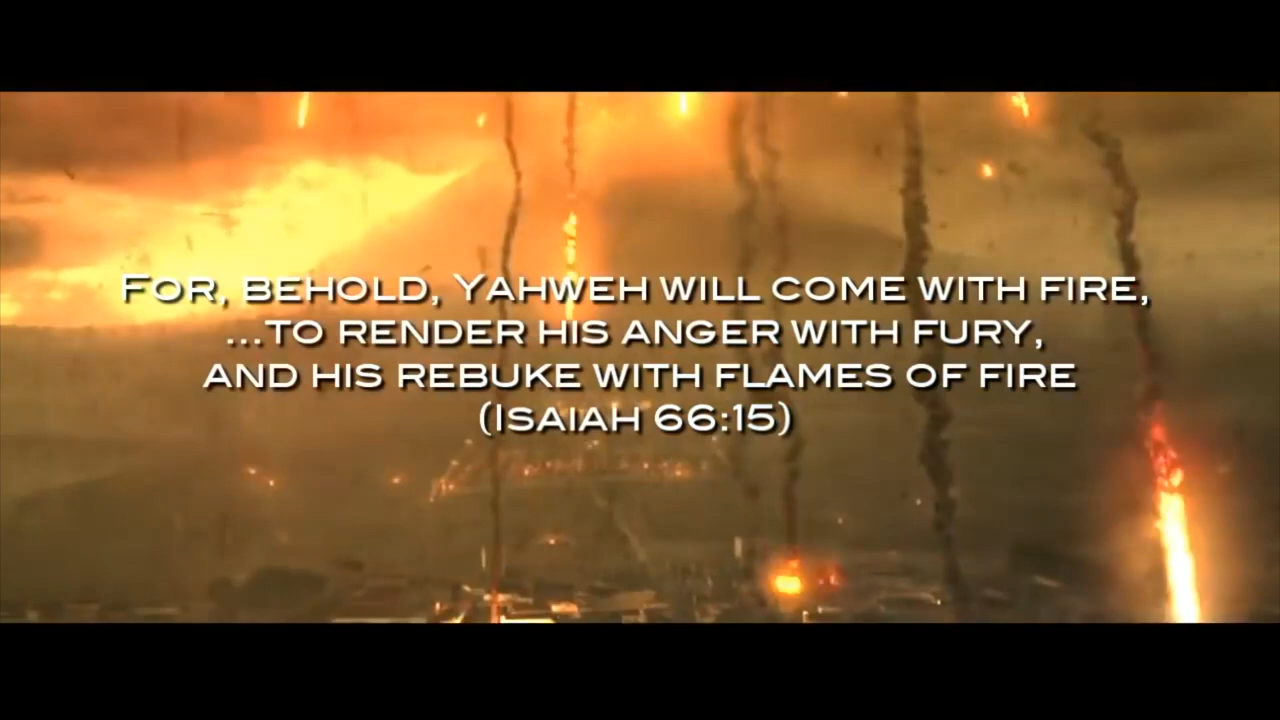 For, behold, Yahweh will come with fire,
...to render his anger with fury,
and his rebuke with flames of fire
(Isaiah 66:15)